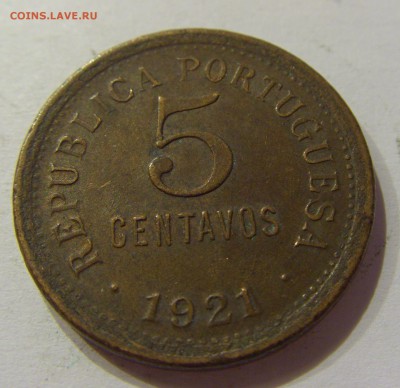 COINS.LAVE.RU
· REPUBLICA PORTUGUESA ·
5
CENTAVOS
· 1921 ·